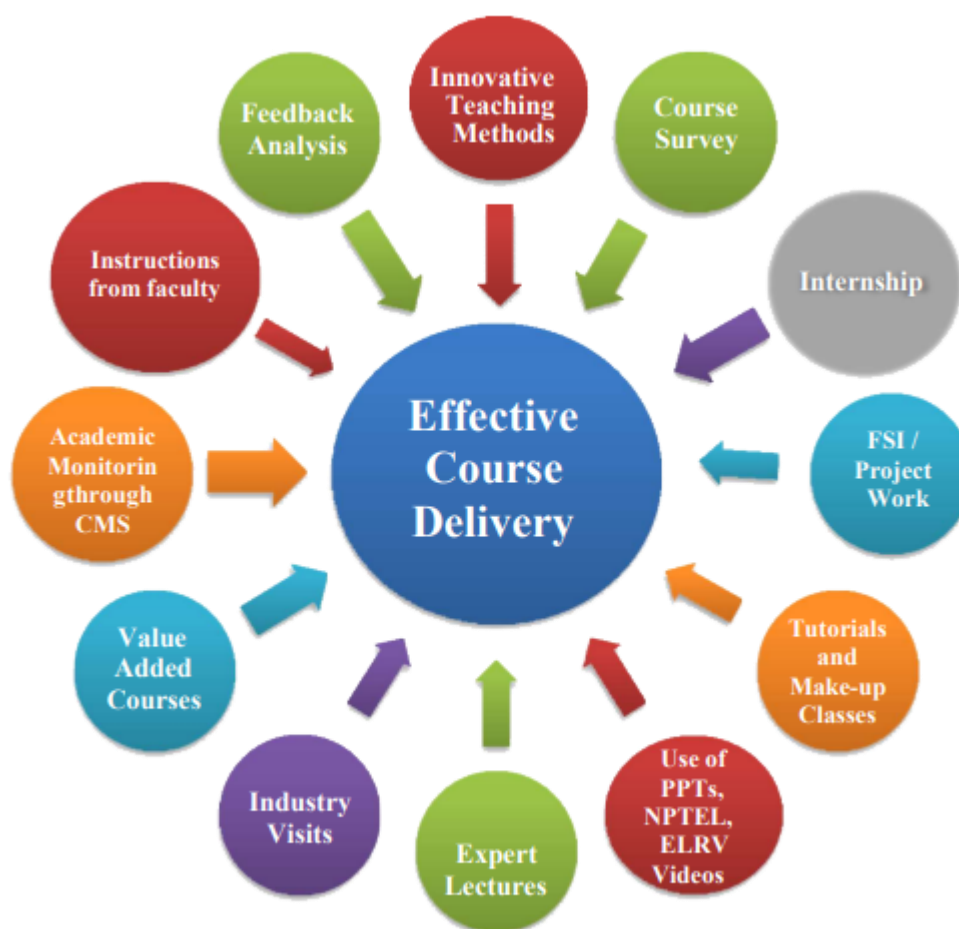 Innovative
Teaching
Methods
Course
Survey
Internship
FSI /
Project
Work
Tutorials
and
Make-up
Classes
Use of
PPTs,
NPTEL,
ELRV
Videos
Expert
Lectures
Industry
Visits
Value
Added
Courses
Academic
Monitorin
gthrough
CMS
Instructions
from faculty
Feedback
Analysis
Effective
Course
Delivery